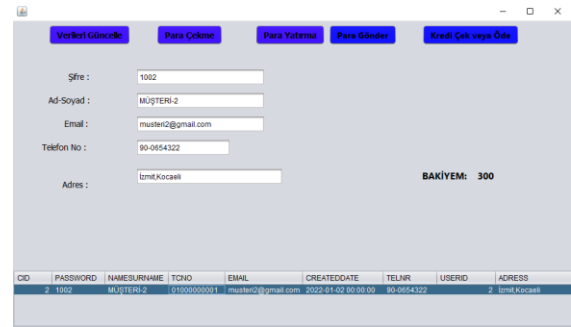 Verileri Güncelle Para Çekme Para Yatırma Para Gönder Kredi Çek veya Öde
Şifre : 1002
Ad-Soyad : MÜŞTERİ-2
Email : musteri2@gmail.com
Telefon No : 90-0654322
Adres : İzmit,Kocaeli
BAKİYEM: 300
CID PASSWORD NAMESURNAME TCNO EMAIL CREATEDDATE TELNR USERID ADRESS
2 1002 MÜŞTERİ-2 01000000001 musteri2@gmail.com 2022-01-02 00:00:00 90-0654322 2 İzmit,Kocaeli